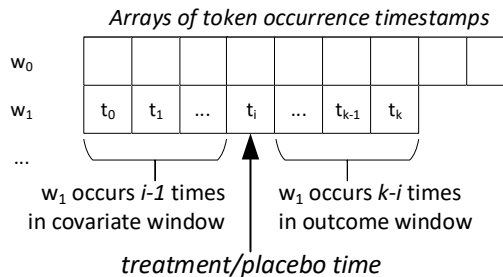 Arrays of token occurrence timestamps
w₀
w₁ t₀ t₁ ... tᵢ ... tₖ₋₁ tₖ
...
w₁ occurs i-1 times w₁ occurs k-i times
in covariate window in outcome window
treatment/placebo time